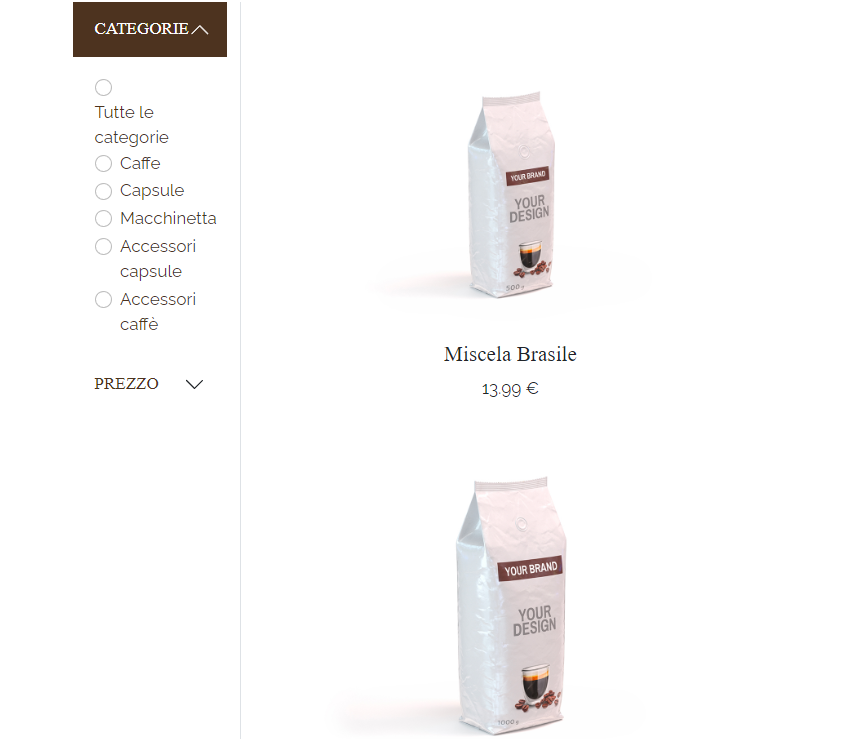 CATEGORIE
Tutte le
categorie
Caffe
Capsule
Macchinetta
Accessori
capsule
Accessori
caffè
PREZZO
YOUR BRAND
YOUR
DESIGN
500 g
Miscela Brasile
13.99 €
YOUR BRAND
YOUR
DESIGN
1000 g